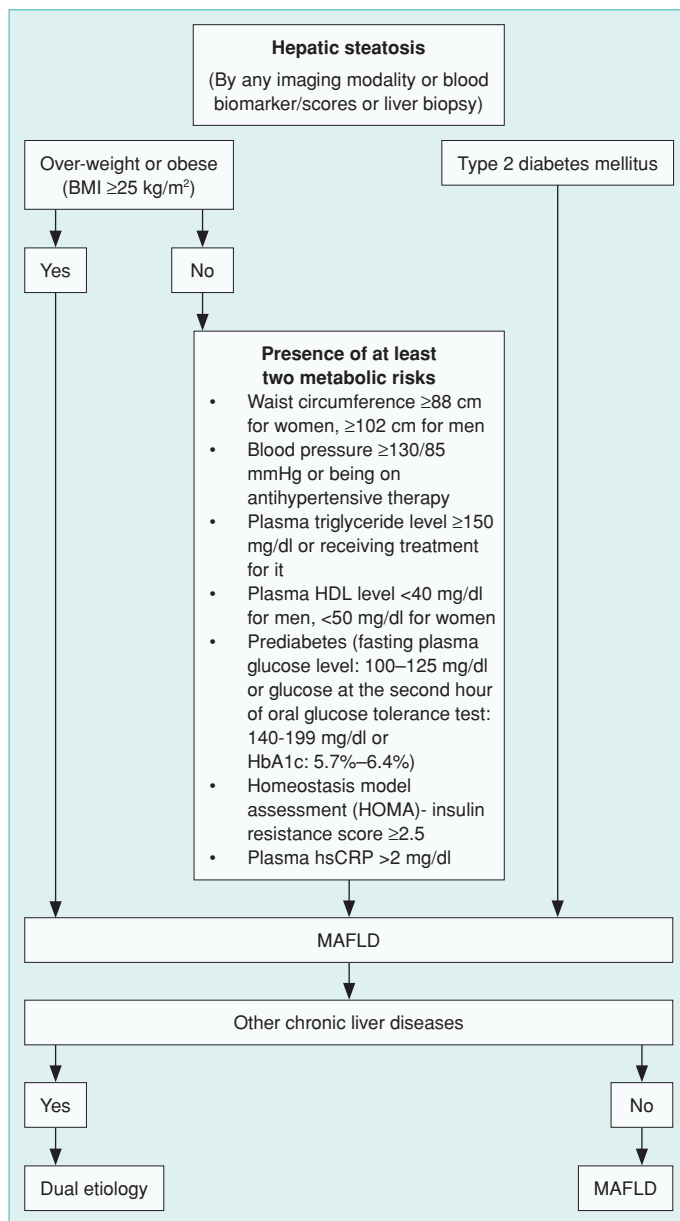 Hepatic steatosis
(By any imaging modality or blood
biomarker/scores or liver biopsy)
Over-weight or obese
(BMI ≥25 kg/m²)
Type 2 diabetes mellitus
Yes
No
Presence of at least
two metabolic risks
• Waist circumference ≥88 cm
for women, ≥102 cm for men
• Blood pressure ≥130/85
mmHg or being on
antihypertensive therapy
• Plasma triglyceride level ≥150
mg/dl or receiving treatment
for it
• Plasma HDL level <40 mg/dl
for men, <50 mg/dl for women
• Prediabetes (fasting plasma
glucose level: 100–125 mg/dl
or glucose at the second hour
of oral glucose tolerance test:
140-199 mg/dl or
HbA1c: 5.7%–6.4%)
• Homeostasis model
assessment (HOMA)- insulin
resistance score ≥2.5
• Plasma hsCRP >2 mg/dl
MAFLD
Other chronic liver diseases
Yes
No
Dual etiology
MAFLD